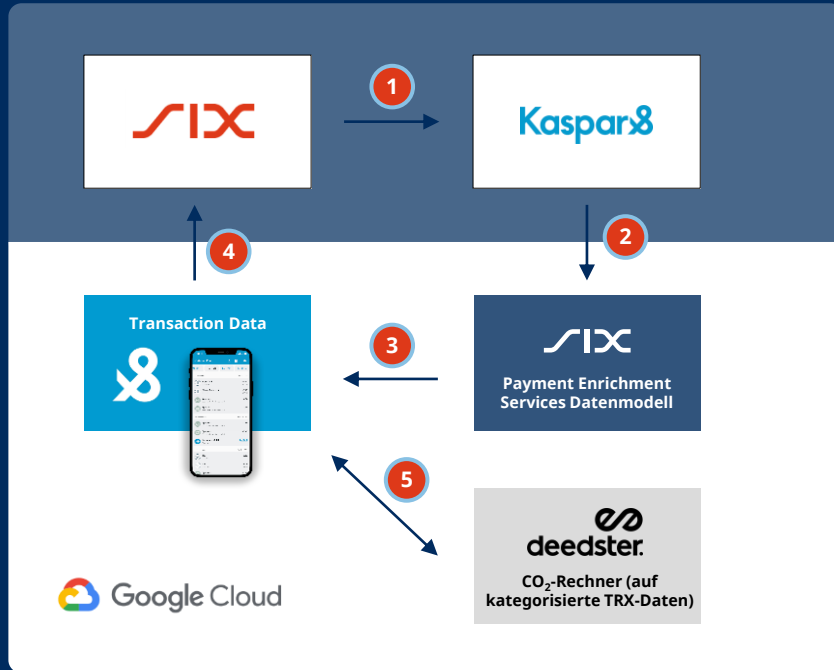 SIX
1
Kaspar&
4
2
Transaction Data
&
3
SIX
Payment Enrichment
Services Datenmodell
5
deedster.
CO₂-Rechner (auf
kategorisierte TRX-Daten)
Google Cloud